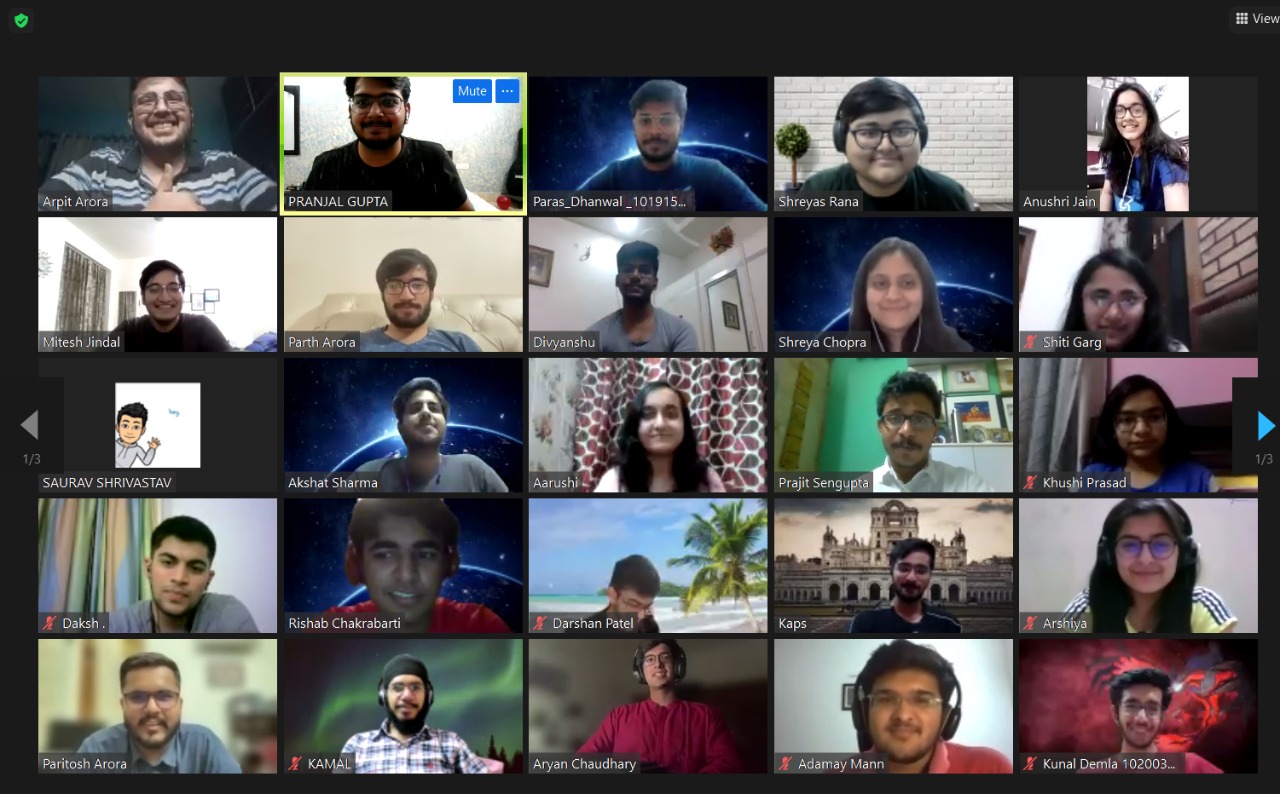 View
Mute
Arpit Arora
PRANJAL GUPTA
Paras_Dhanwal _101915...
Shreyas Rana
Anushri Jain
Mitesh Jindal
Parth Arora
Divyanshu
Shreya Chopra
Shiti Garg
hey
1/3
1/3
SAURAV SHRIVASTAV
Akshat Sharma
Aarushi
Prajit Sengupta
Khushi Prasad
Daksh .
Rishab Chakrabarti
Darshan Patel
Kaps
Arshiya
Paritosh Arora
KAMAL
Aryan Chaudhary
Adamay Mann
Kunal Demla 102003...